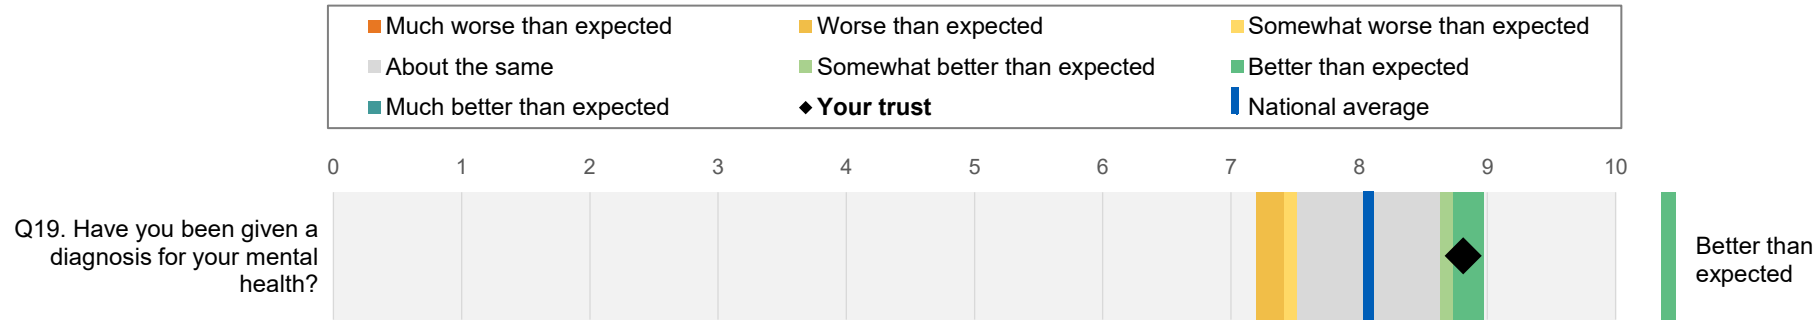 Much worse than expected
Worse than expected
Somewhat worse than expected
About the same
Somewhat better than expected
Better than expected
Much better than expected
Your trust
National average
0 1 2 3 4 5 6 7 8 9 10
Q19. Have you been given a
diagnosis for your mental
health?
Better than
expected